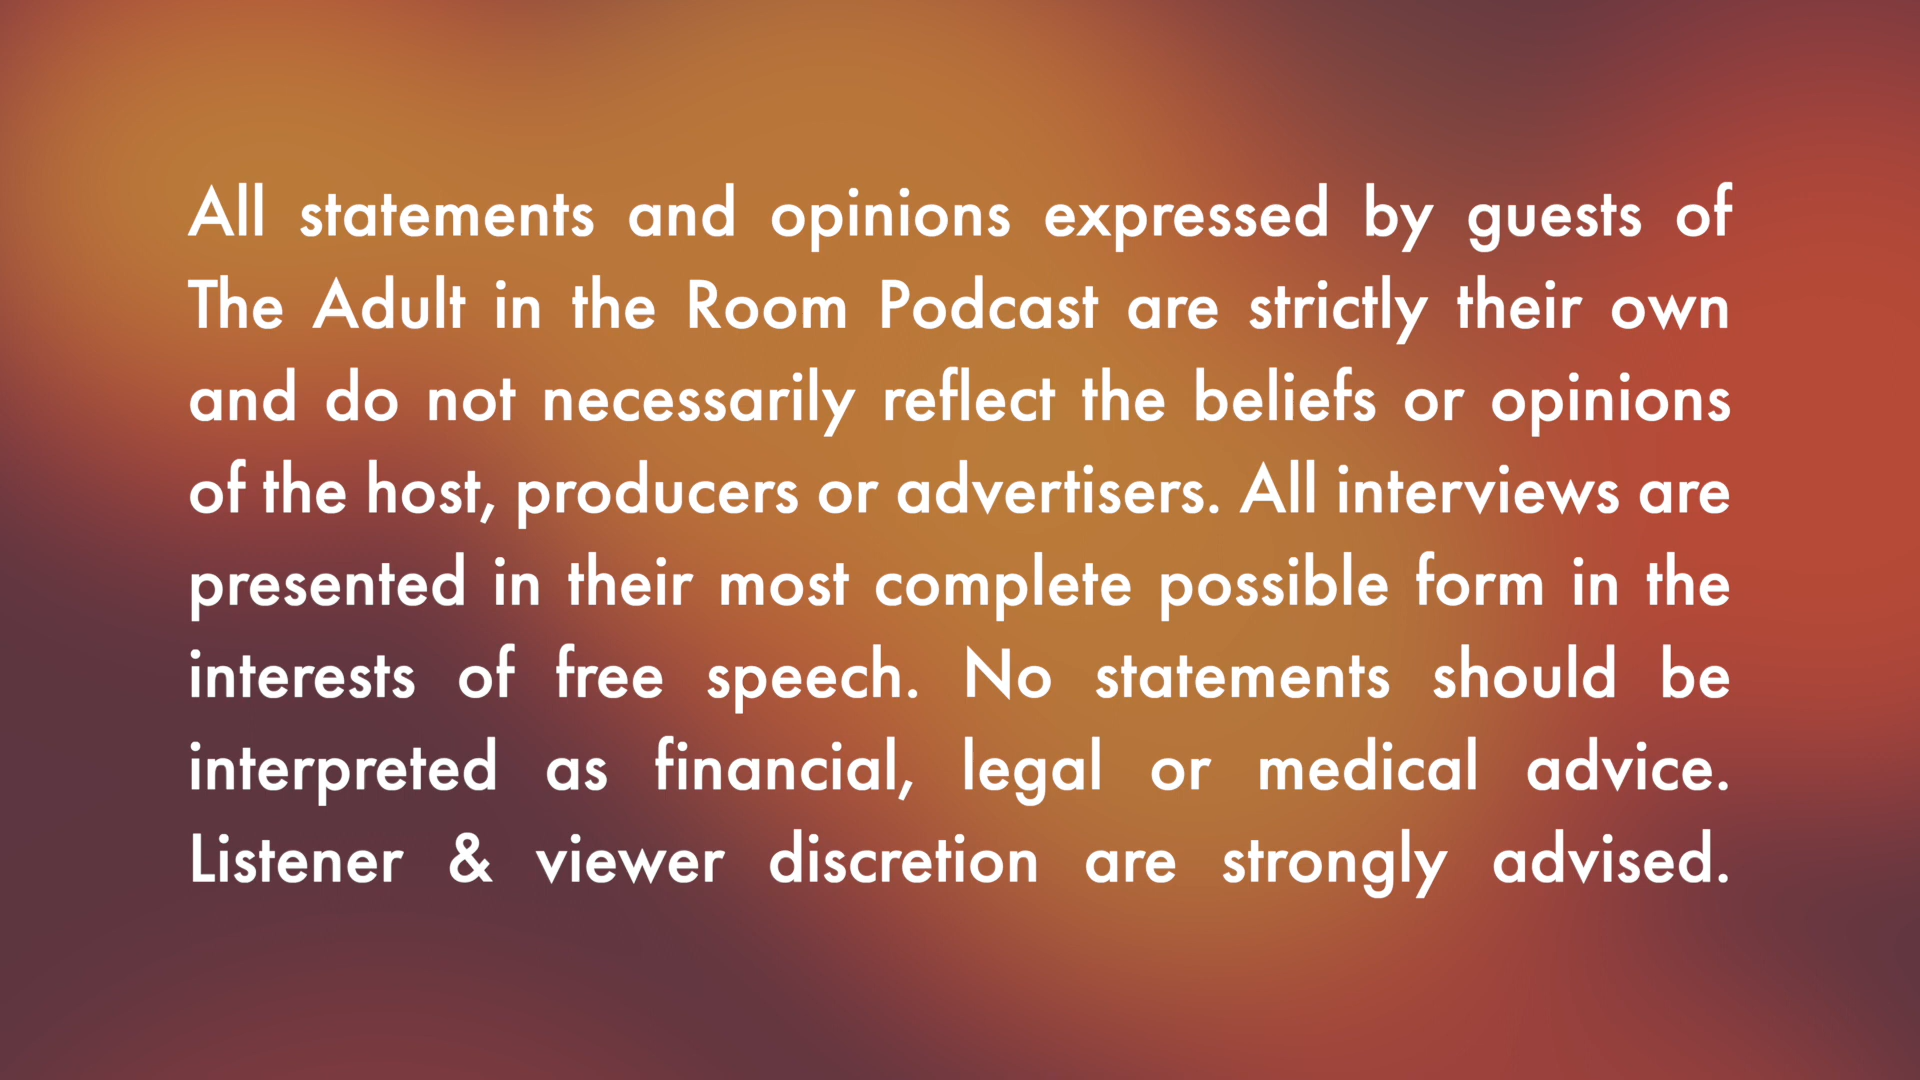 All statements and opinions expressed by guests of
The Adult in the Room Podcast are strictly their own
and do not necessarily reflect the beliefs or opinions
of the host, producers or advertisers. All interviews are
presented in their most complete possible form in the
interests of free speech. No statements should be
interpreted as financial, legal or medical advice.
Listener & viewer discretion are strongly advised.